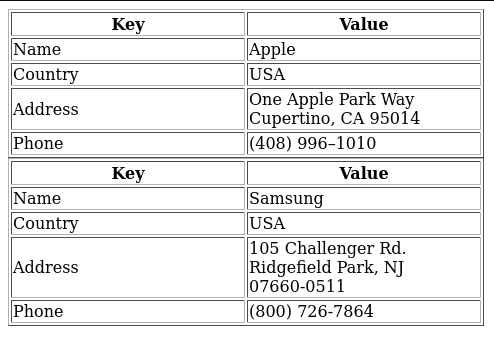 Key Value
Name Apple
Country USA
Address One Apple Park Way
Cupertino, CA 95014
Phone (408) 996–1010
Key Value
Name Samsung
Country USA
Address 105 Challenger Rd.
Ridgefield Park, NJ
07660-0511
Phone (800) 726-7864